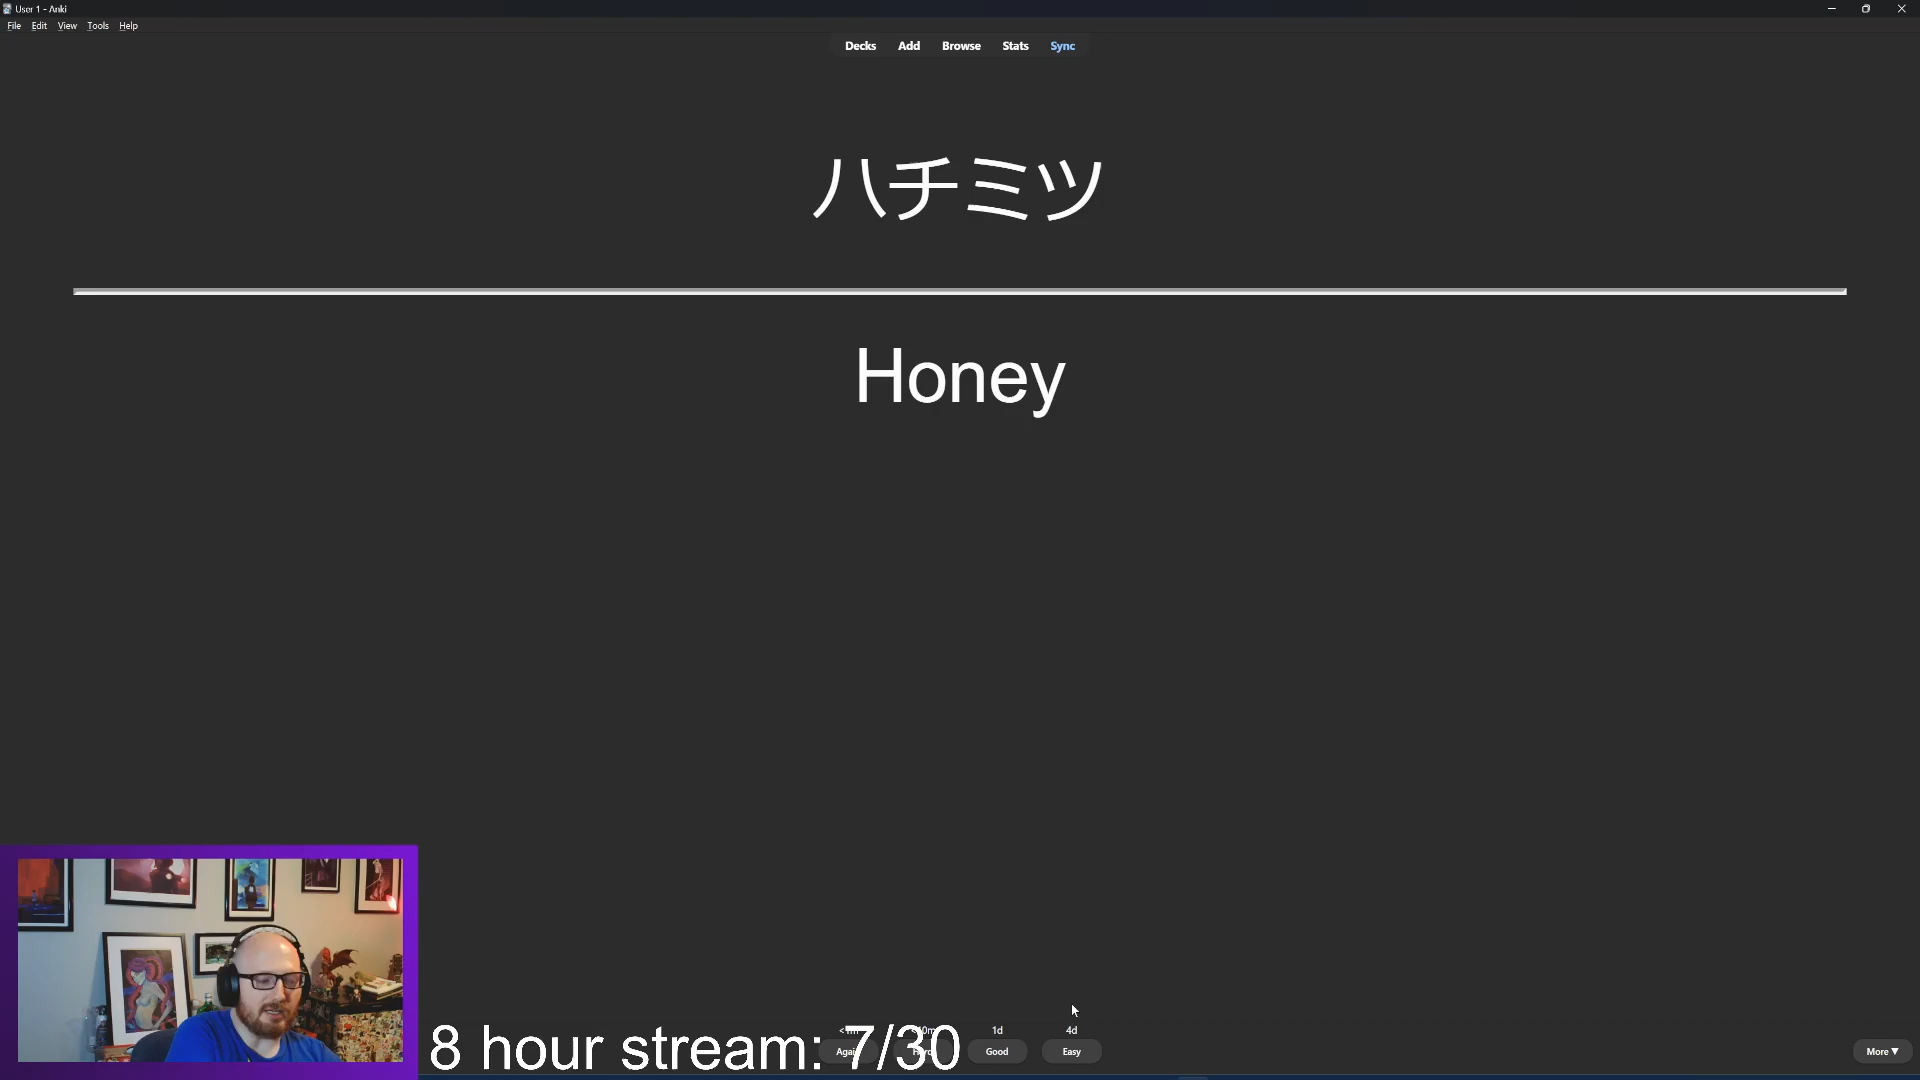 User 1 - Anki
File Edit View Tools Help
Decks Add Browse Stats Sync
ハチミツ
Honey
1d 4d
8 hour stream: 7/30
Good Easy
More ▼